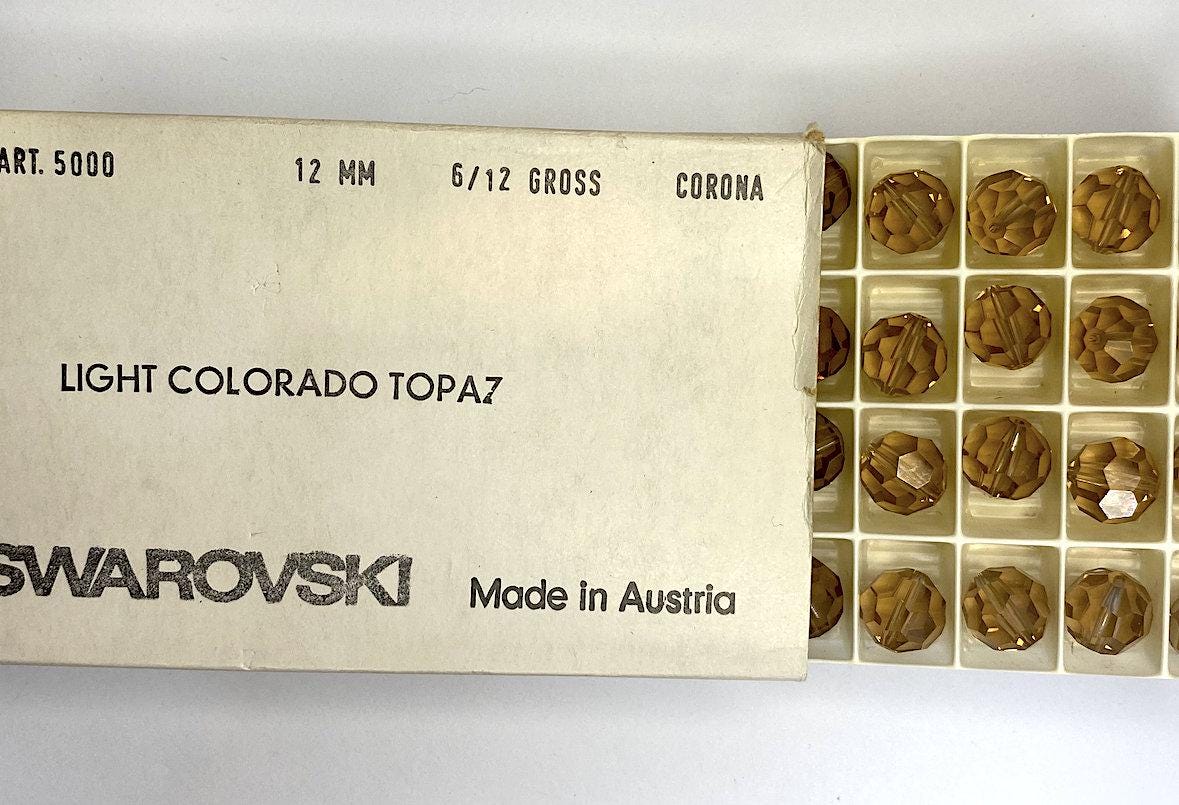 ART. 5000 12 MM 6/12 GROSS CORONA
LIGHT COLORADO TOPAZ
SWAROVSKI Made in Austria